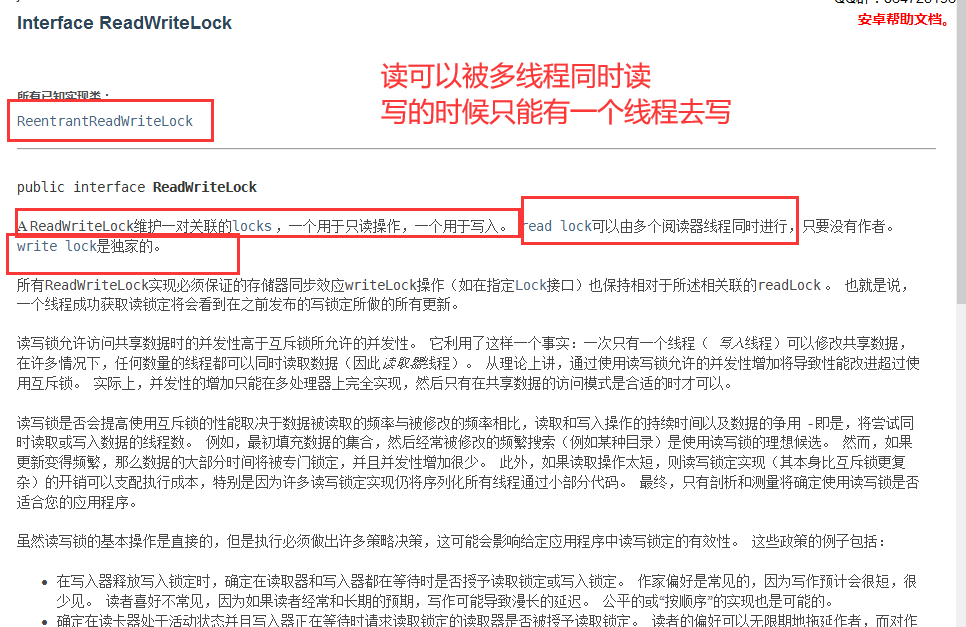 Interface ReadWriteLock
安卓帮助文档。
读可以被多线程同时读
写的时候只能有一个线程去写
所有已知实现类：
ReentrantReadWriteLock
public interface ReadWriteLock
A ReadWriteLock维护一对关联的locks ，一个用于只读操作，一个用于写入。 read lock可以由多个阅读器线程同时进行，只要没有作者。
write lock是独家的。
所有ReadWriteLock实现必须保证的存储器同步效应writeLock操作（如在指定Lock接口）也保持相对于所述相关联的readLock 。 也就是说，
一个线程成功获取读锁定将会看到在之前发布的写锁定所做的所有更新。
读写锁允许访问共享数据时的并发性高于互斥锁所允许的并发性。 它利用了这样一个事实：一次只有一个线程（ 写入线程）可以修改共享数据，
在许多情况下，任何数量的线程都可以同时读取数据（因此读取器线程）。 从理论上讲，通过使用读写锁允许的并发性增加将导致性能改进超过使
用互斥锁。 实际上，并发性的增加只能在多处理器上完全实现，然后只有在共享数据的访问模式是合适的时才可以。
读写锁是否会提高使用互斥锁的性能取决于数据被读取的频率与被修改的频率相比，读取和写入操作的持续时间以及数据的争用 -即是，将尝试同
时读取或写入数据的线程数。 例如，最初填充数据的集合，然后经常被修改的频繁搜索（例如某种目录）是使用读写锁的理想候选。 然而，如果
更新变得频繁，那么数据的大部分时间将被专门锁定，并且并发性增加很少。 此外，如果读取操作太短，则读写锁定实现（其本身比互斥锁更复
杂）的开销可以支配执行成本，特别是因为许多读写锁定实现仍将序列化所有线程通过小部分代码。 最终，只有剖析和测量将确定使用读写锁是否
适合您的应用程序。
虽然读写锁的基本操作是直接的，但是执行必须做出许多策略决策，这可能会影响给定应用程序中读写锁定的有效性。 这些政策的例子包括：
• 在写入器释放写入锁定时，确定在读取器和写入器都在等待时是否授予读取锁定或写入锁定。 作家偏好是常见的，因为写作预计会很短，很
少见。 读者喜好不常见，因为如果读者经常和长期的预期，写作可能导致漫长的延迟。 公平的或“按顺序”的实现也是可能的。
• 确定在读卡器处于活动状态并且写入器正在等待时请求读取锁定的读取器是否被授予读取锁定。 读者的偏好可以无限期地拖延作者，而对作